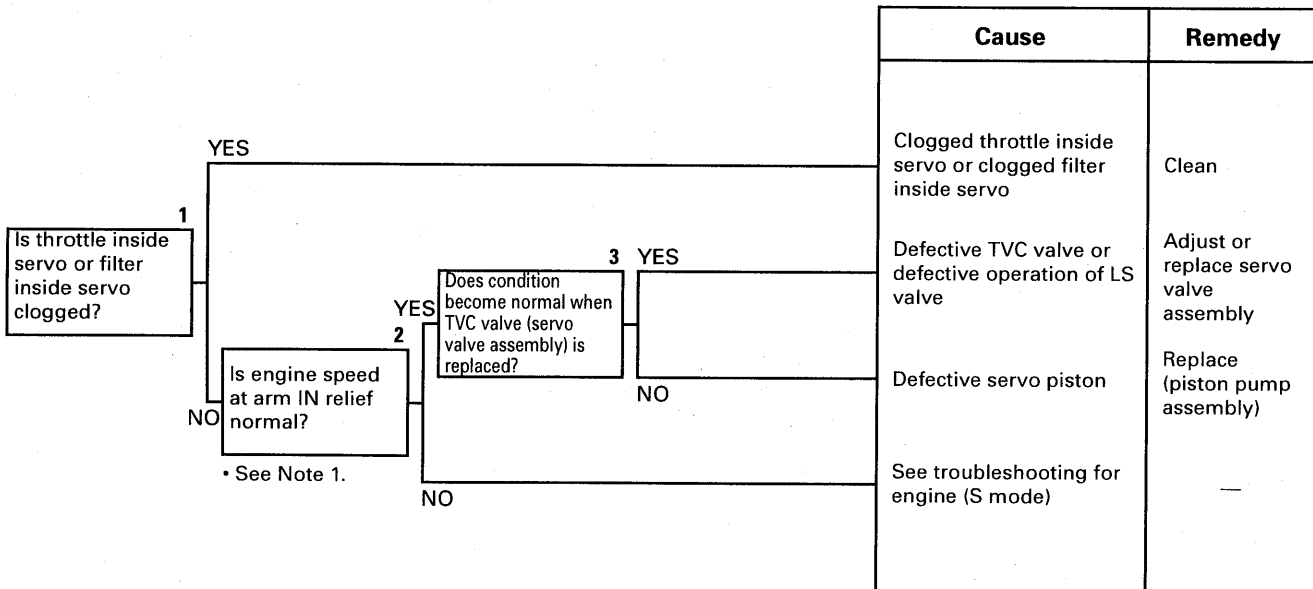 Cause
Remedy
YES
Clogged throttle inside
servo or clogged filter
inside servo
Clean
1
Is throttle inside
servo or filter
inside servo
clogged?
3
YES
Does condition
become normal when
TVC valve (servo
valve assembly) is
replaced?
Defective TVC valve or
defective operation of LS
valve
Adjust or
replace servo
valve
assembly
YES
2
Is engine speed
at arm IN relief
normal?
NO
• See Note 1.
NO
Defective servo piston
Replace
(piston pump
assembly)
NO
See troubleshooting for
engine (S mode)
—